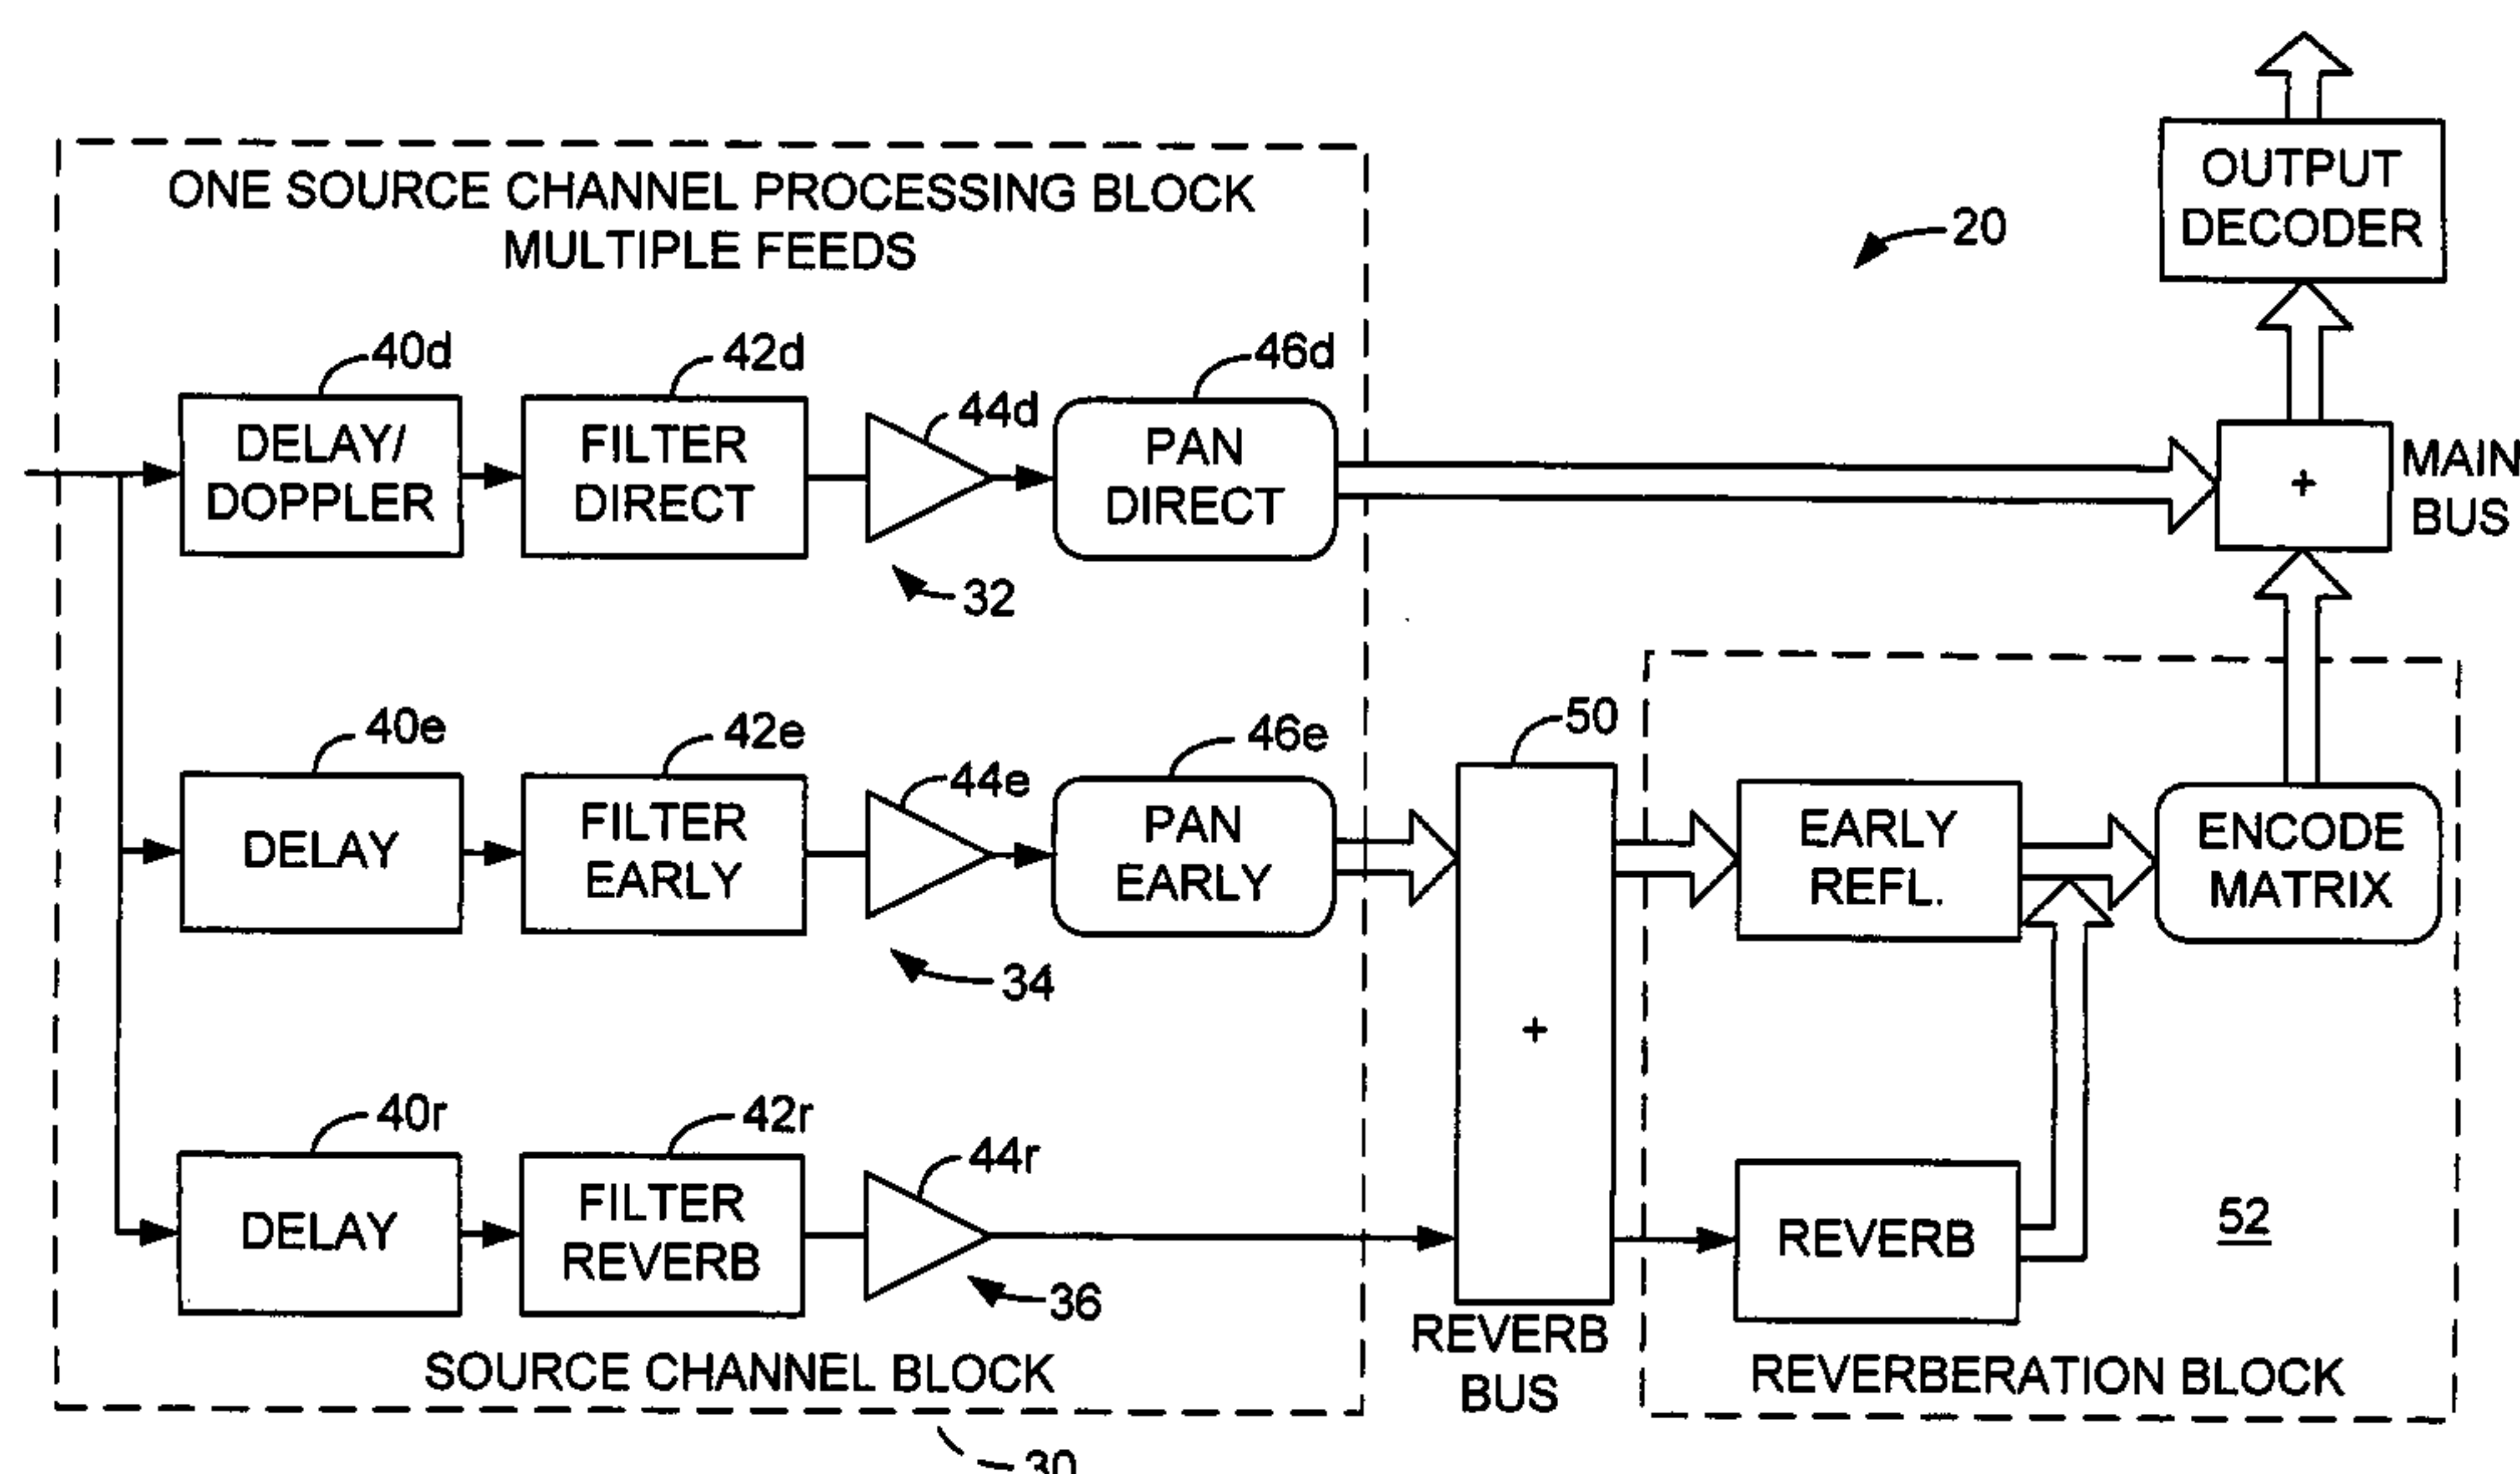 ONE SOURCE CHANNEL PROCESSING BLOCK
MULTIPLE FEEDS
20
OUTPUT
DECODER
40d
42d
44d
46d
DELAY/
DOPPLER
FILTER
DIRECT
PAN
DIRECT
+
MAIN
BUS
32
40e
42e
44e
46e
50
DELAY
FILTER
EARLY
PAN
EARLY
EARLY
REFL.
ENCODE
MATRIX
34
+
40r
42r
44r
DELAY
FILTER
REVERB
REVERB
52
36
REVERB
BUS
SOURCE CHANNEL BLOCK
REVERBERATION BLOCK
30